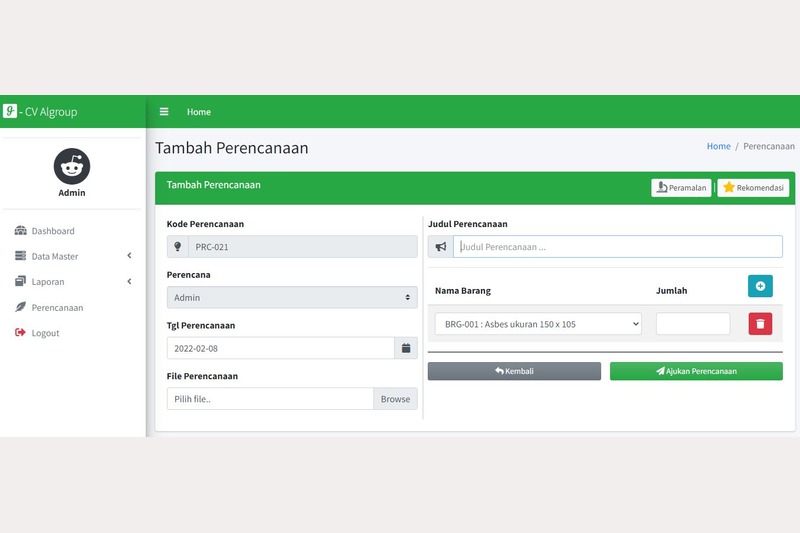 - CV Algroup
Home
Admin
Dashboard
Data Master
Laporan
Perencanaan
Logout
Tambah Perencanaan
Home / Perencanaan
Tambah Perencanaan
Peramalan | Rekomendasi
Kode Perencanaan
PRC-021
Perencana
Admin
Tgl Perencanaan
2022-02-08
File Perencanaan
Pilih file..
Browse
Judul Perencanaan
Judul Perencanaan ...
Nama Barang
Jumlah
BRG-001 : Asbes ukuran 150 x 105
Kembali
Ajukan Perencanaan